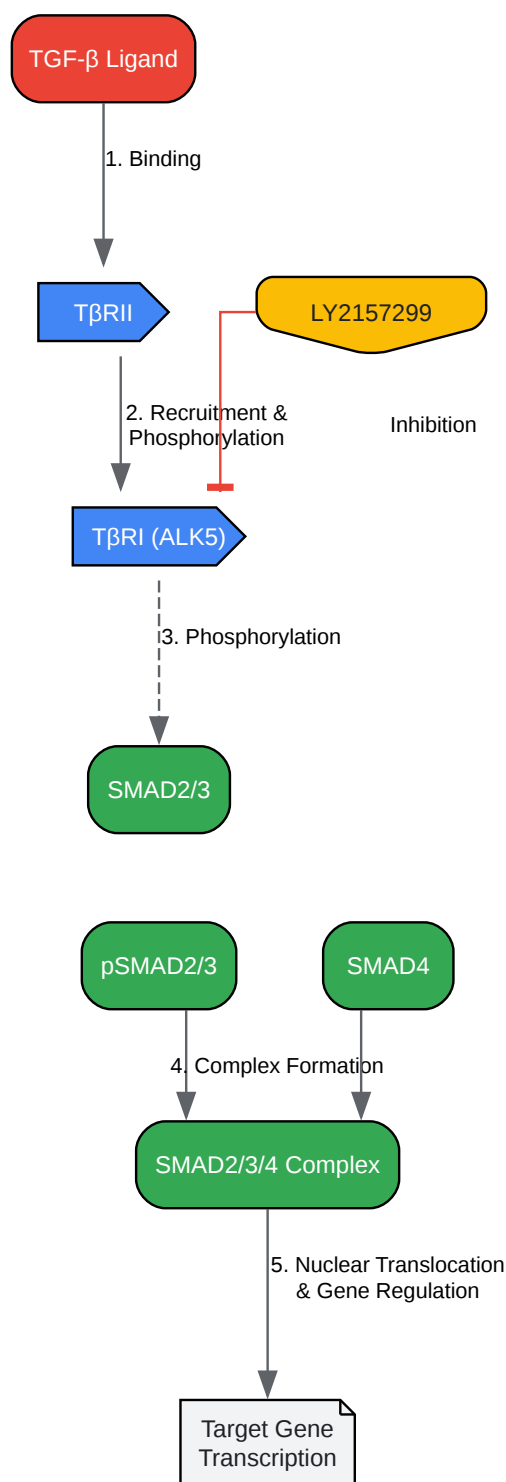 TGF-β Ligand
1. Binding
TβRII
LY2157299
2. Recruitment &
Phosphorylation
Inhibition
TβRI (ALK5)
3. Phosphorylation
SMAD2/3
pSMAD2/3
SMAD4
4. Complex Formation
SMAD2/3/4 Complex
5. Nuclear Translocation
& Gene Regulation
Target Gene
Transcription